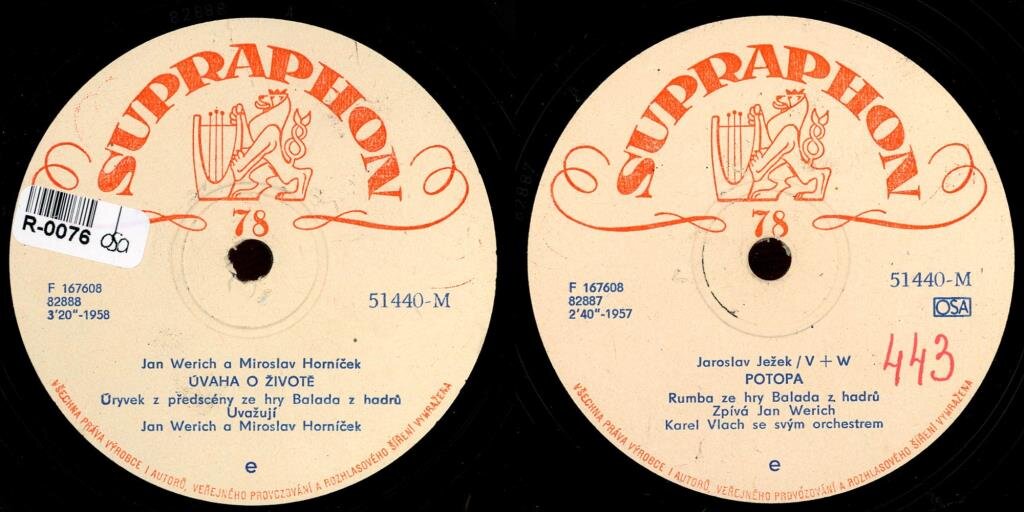 SUPRAPHON
78
R-0076 osa
F 167608
82888
3'20"-1958
51440-M
Jan Werich a Miroslav Horníček
ÚVAHA O ŽIVOTĚ
Úryvek z předscény ze hry Balada z hadrů
Uvažují
Jan Werich a Miroslav Horníček
e
VŠECHNA PRÁVA VÝROBCE I AUTORŮ, VEŘEJNÉHO PROVOZOVÁNÍ A ROZHLASOVÉHO ŠÍŘENÍ VYHRAŽENA
SUPRAPHON
78
F 167608
82887
2'40"-1957
51440-M
OSA
443
Jaroslav Ježek / V + W
POTOPA
Rumba ze hry Balada z hadrů
Zpívá Jan Werich
Karel Vlach se svým orchestrem
e
VŠECHNA PRÁVA VÝROBCE I AUTORŮ, VEŘEJNÉHO PROVOZOVÁNÍ A ROZHLASOVÉHO ŠÍŘENÍ VYHRAŽENA